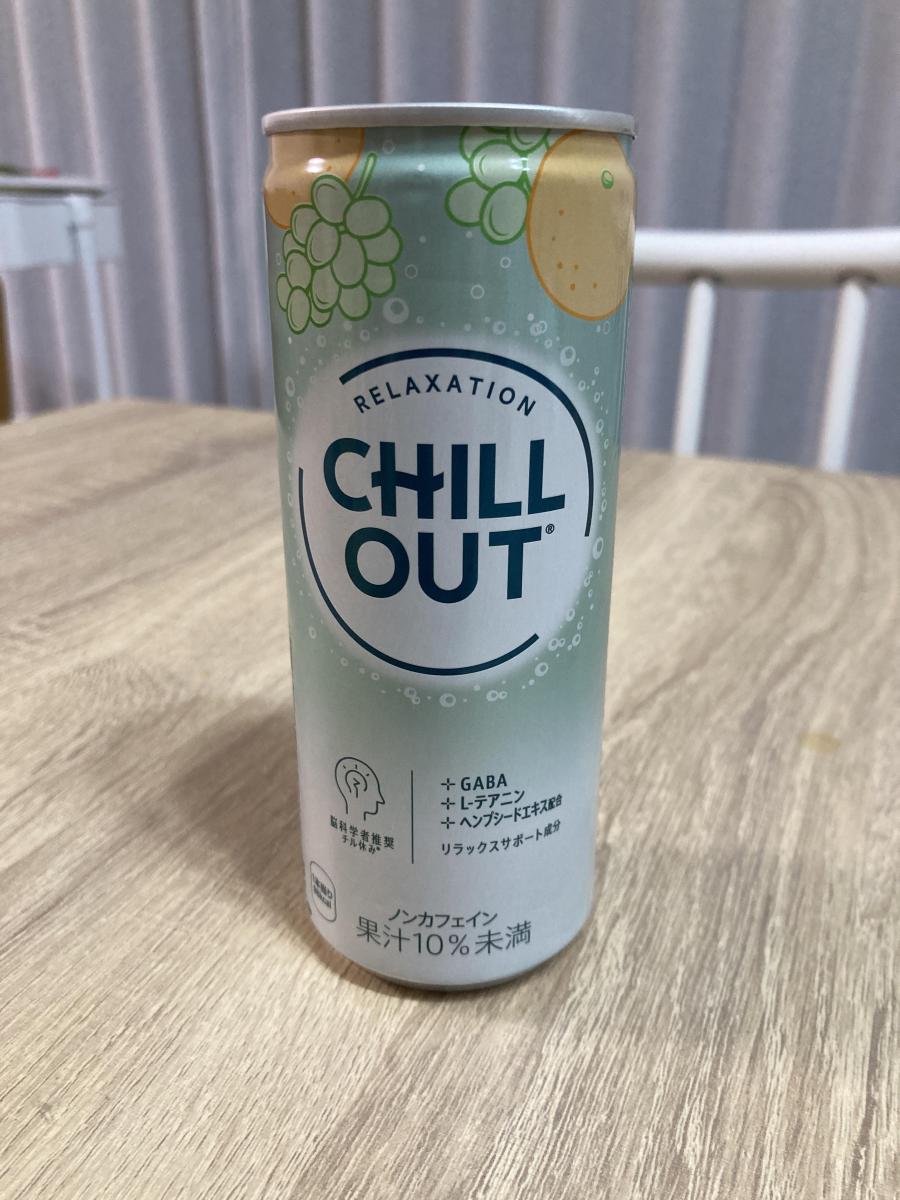 RELAXATION
CHILL
OUT®
GABA
L-テアニン
ヘンプシードエキス配合
リラックスサポート成分
脳科学者推奨
チル休み
ノンカフェイン
果汁10%未満